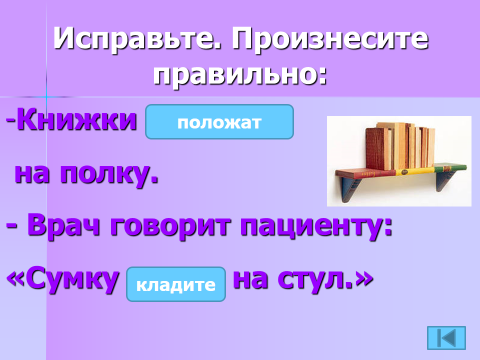 Исправьте. Произнесите
правильно:
-Книжки положат
на полку.
- Врач говорит пациенту:
«Сумку кладите на стул.»